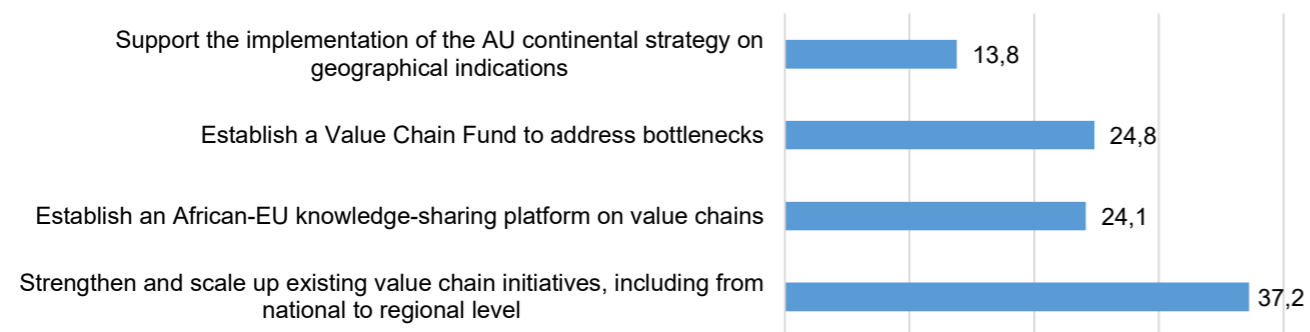 Support the implementation of the AU continental strategy on
geographical indications
13,8
Establish a Value Chain Fund to address bottlenecks
24,8
Establish an African-EU knowledge-sharing platform on value chains
24,1
Strengthen and scale up existing value chain initiatives, including from
national to regional level
37,2